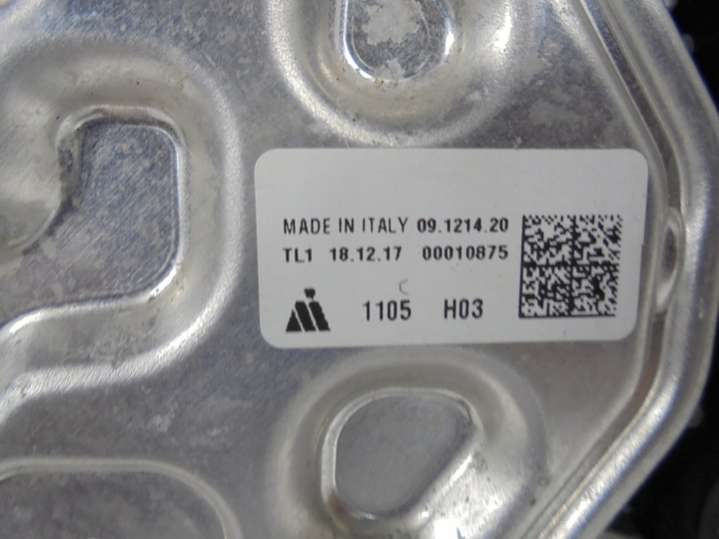 MADE IN ITALY 09.1214.20
TL1 18.12.17 00010875
C
1105 H03